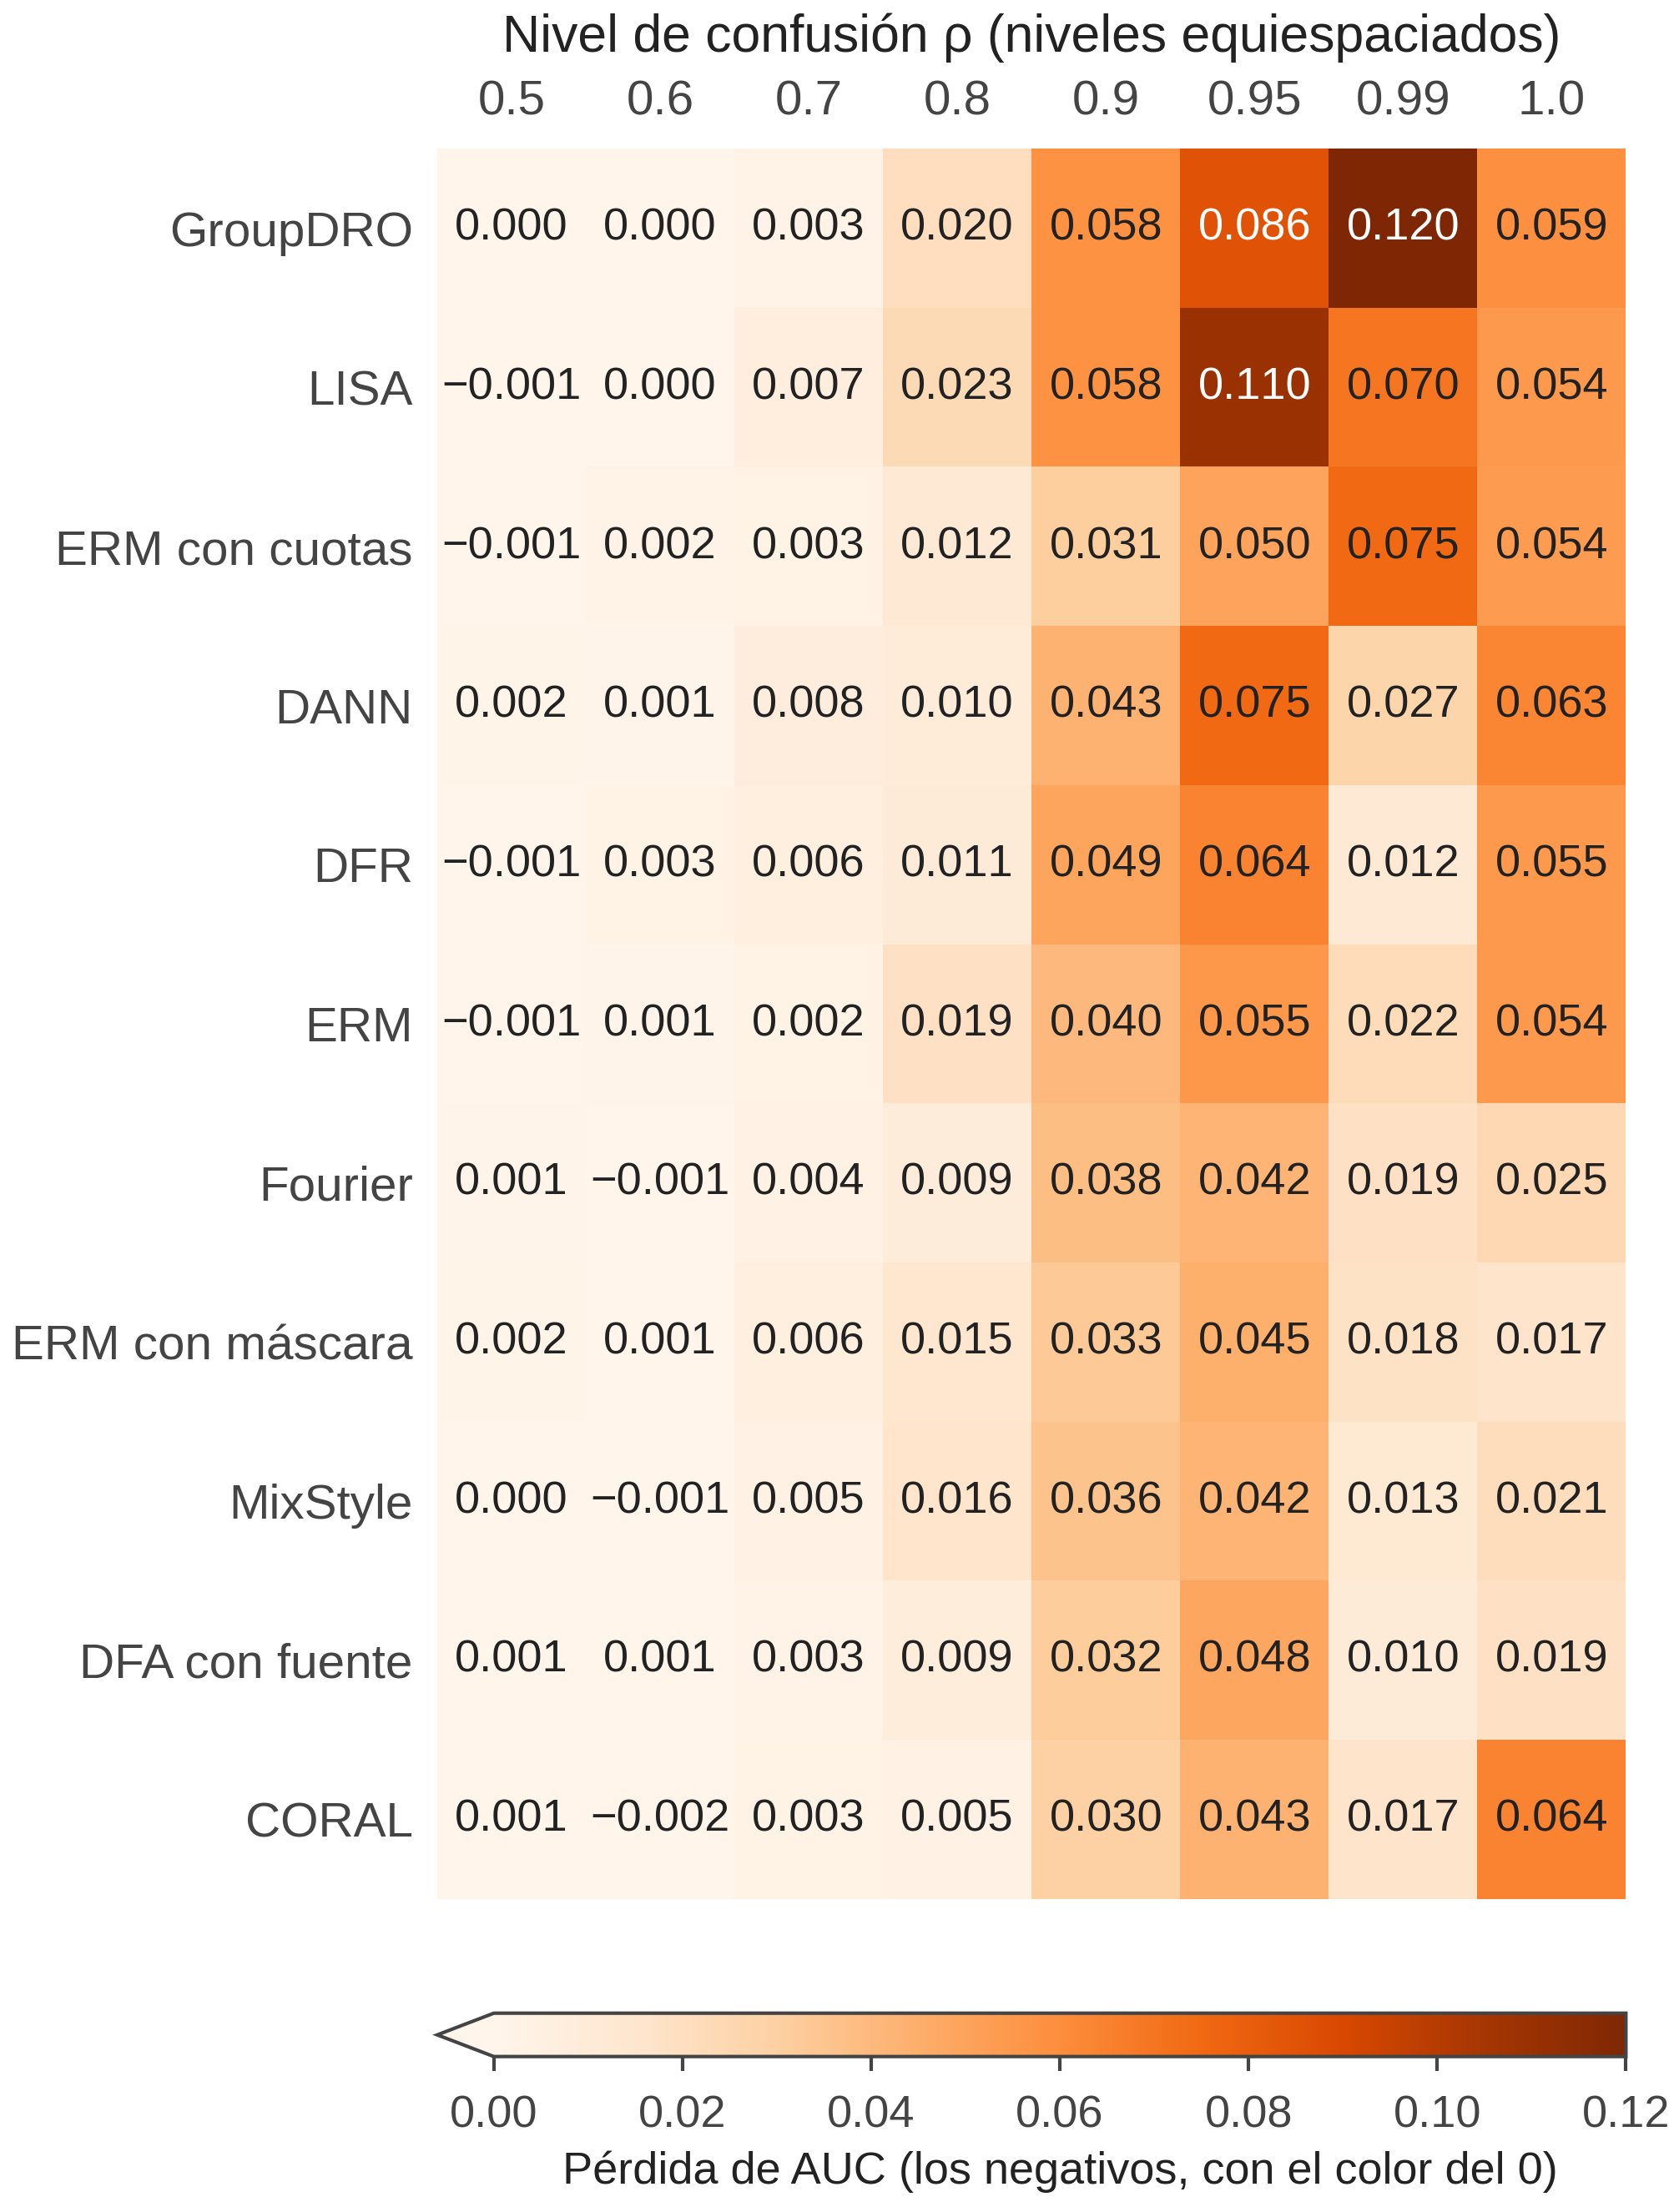 Nivel de confusión ρ (niveles equiespaciados)
0.5 0.6 0.7 0.8 0.9 0.95 0.99 1.0
GroupDRO 0.000 0.000 0.003 0.020 0.058 0.086 0.120 0.059
LISA −0.001 0.000 0.007 0.023 0.058 0.110 0.070 0.054
ERM con cuotas −0.001 0.002 0.003 0.012 0.031 0.050 0.075 0.054
DANN 0.002 0.001 0.008 0.010 0.043 0.075 0.027 0.063
DFR −0.001 0.003 0.006 0.011 0.049 0.064 0.012 0.055
ERM −0.001 0.001 0.002 0.019 0.040 0.055 0.022 0.054
Fourier 0.001 −0.001 0.004 0.009 0.038 0.042 0.019 0.025
ERM con máscara 0.002 0.001 0.006 0.015 0.033 0.045 0.018 0.017
MixStyle 0.000 −0.001 0.005 0.016 0.036 0.042 0.013 0.021
DFA con fuente 0.001 0.001 0.003 0.009 0.032 0.048 0.010 0.019
CORAL 0.001 −0.002 0.003 0.005 0.030 0.043 0.017 0.064
0.00 0.02 0.04 0.06 0.08 0.10 0.12
Pérdida de AUC (los negativos, con el color del 0)